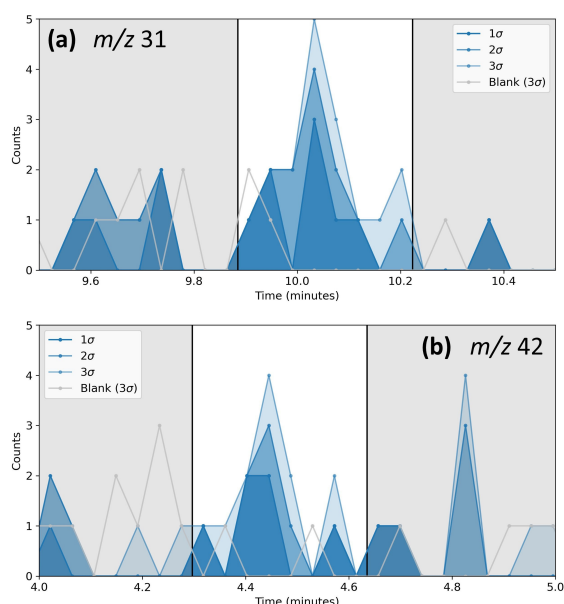 (a) m/z 31
5
4
3
2
1
0
Counts
1σ
2σ
3σ
Blank (3σ)
9.6 9.8 10.0 10.2 10.4
Time (minutes)
(b) m/z 42
5
4
3
2
1
0
Counts
1σ
2σ
3σ
Blank (3σ)
4.0 4.2 4.4 4.6 4.8 5.0
Time (minutes)